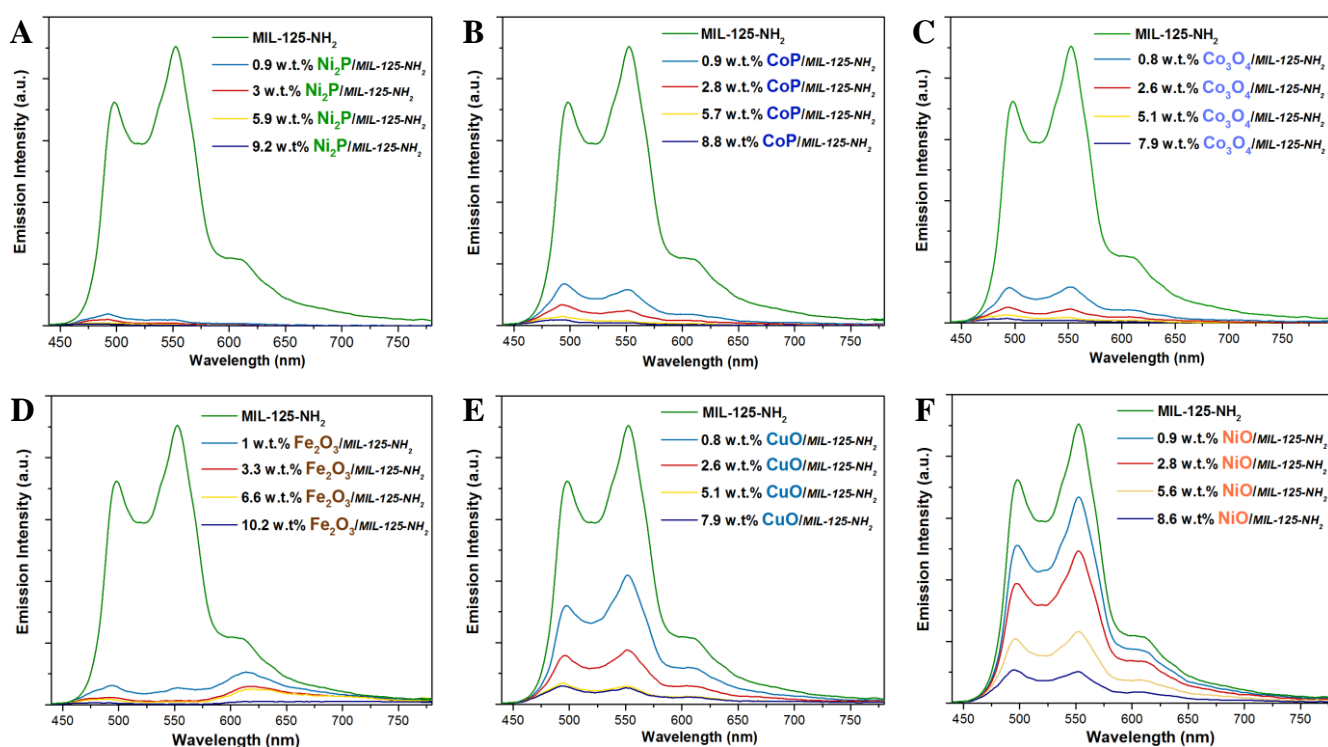 A
MIL-125-NH₂
0.9 w.t.% Ni₂P/MIL-125-NH₂
3 w.t.% Ni₂P/MIL-125-NH₂
5.9 w.t.% Ni₂P/MIL-125-NH₂
9.2 w.t% Ni₂P/MIL-125-NH₂
Emission Intensity (a.u.)
450 500 550 600 650 700 750
Wavelength (nm)
B
MIL-125-NH₂
0.9 w.t.% CoP/MIL-125-NH₂
2.8 w.t.% CoP/MIL-125-NH₂
5.7 w.t.% CoP/MIL-125-NH₂
8.8 w.t% CoP/MIL-125-NH₂
Emission Intensity (a.u.)
450 500 550 600 650 700 750
Wavelength (nm)
C
MIL-125-NH₂
0.8 w.t.% Co₃O₄/MIL-125-NH₂
2.6 w.t.% Co₃O₄/MIL-125-NH₂
5.1 w.t.% Co₃O₄/MIL-125-NH₂
7.9 w.t.% Co₃O₄/MIL-125-NH₂
Emission Intensity (a.u.)
450 500 550 600 650 700 750
Wavelength (nm)
D
MIL-125-NH₂
1 w.t.% Fe₂O₃/MIL-125-NH₂
3.3 w.t.% Fe₂O₃/MIL-125-NH₂
6.6 w.t.% Fe₂O₃/MIL-125-NH₂
10.2 w.t% Fe₂O₃/MIL-125-NH₂
Emission Intensity (a.u.)
450 500 550 600 650 700 750
Wavelength (nm)
E
MIL-125-NH₂
0.8 w.t.% CuO/MIL-125-NH₂
2.6 w.t.% CuO/MIL-125-NH₂
5.1 w.t.% CuO/MIL-125-NH₂
7.9 w.t% CuO/MIL-125-NH₂
Emission Intensity (a.u.)
450 500 550 600 650 700 750
Wavelength (nm)
F
MIL-125-NH₂
0.9 w.t.% NiO/MIL-125-NH₂
2.8 w.t.% NiO/MIL-125-NH₂
5.6 w.t.% NiO/MIL-125-NH₂
8.6 w.t% NiO/MIL-125-NH₂
Emission Intensity (a.u.)
450 500 550 600 650 700 750
Wavelength (nm)